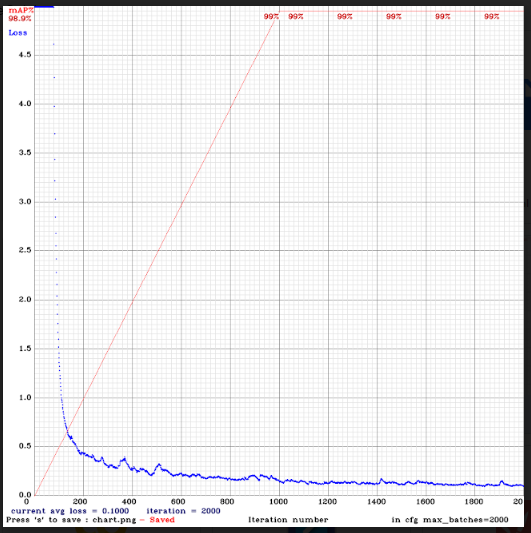 mAP%
98.9%
99% 99% 99% 99% 99% 99%
Loss
4.5
4.0
3.5
3.0
2.5
2.0
1.5
1.0
0.5
0.0
0 200 400 600 800 1000 1200 1400 1600 1800 20
current avg loss = 0.1000 iteration = 2000
Press 's' to save : chart.png - Saved Iteration number in cfg max_batches=2000